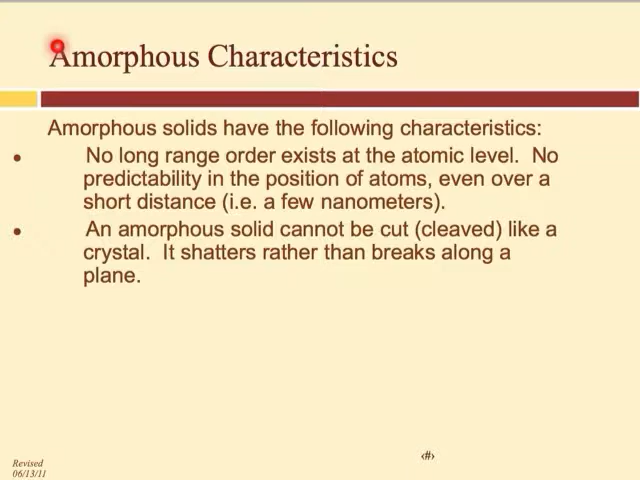 Amorphous Characteristics
Amorphous solids have the following characteristics:
• No long range order exists at the atomic level.  No
predictability in the position of atoms, even over a
short distance (i.e. a few nanometers).
• An amorphous solid cannot be cut (cleaved) like a
crystal.  It shatters rather than breaks along a
plane.
‹#›
Revised
06/13/11